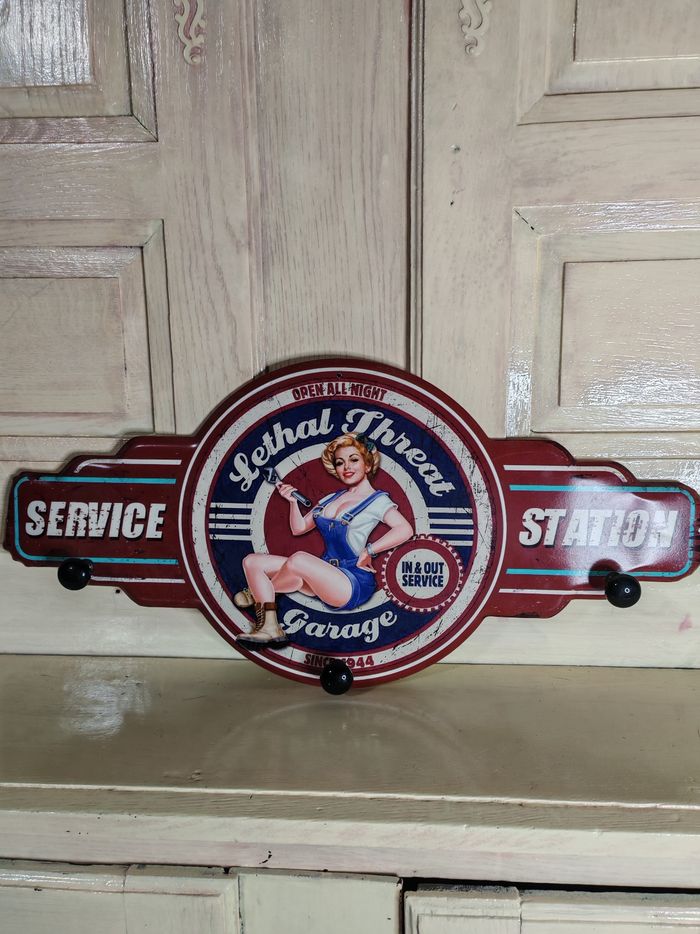 OPEN ALL NIGHT
Lethal Threat
SERVICE
STATION
IN & OUT
SERVICE
Garage
SINCE 1944